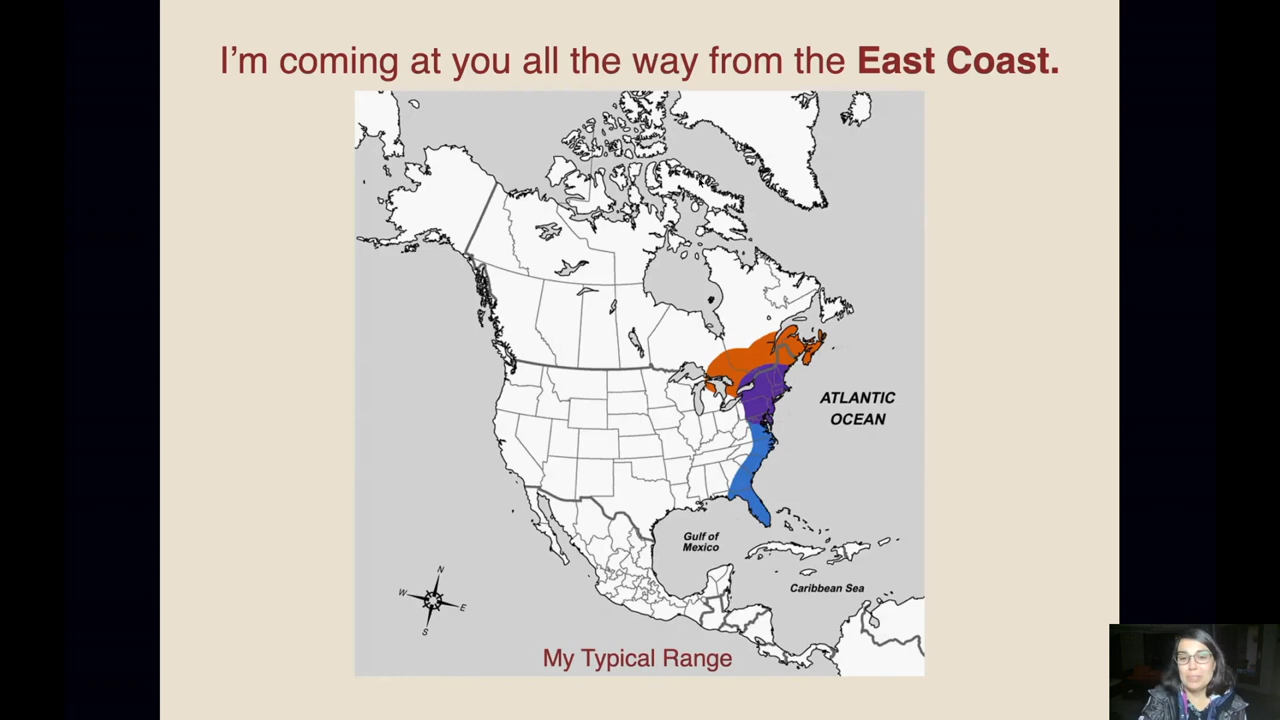 I'm coming at you all the way from the East Coast.
ATLANTIC
OCEAN
Gulf of
Mexico
Caribbean Sea
N
W
E
S
My Typical Range